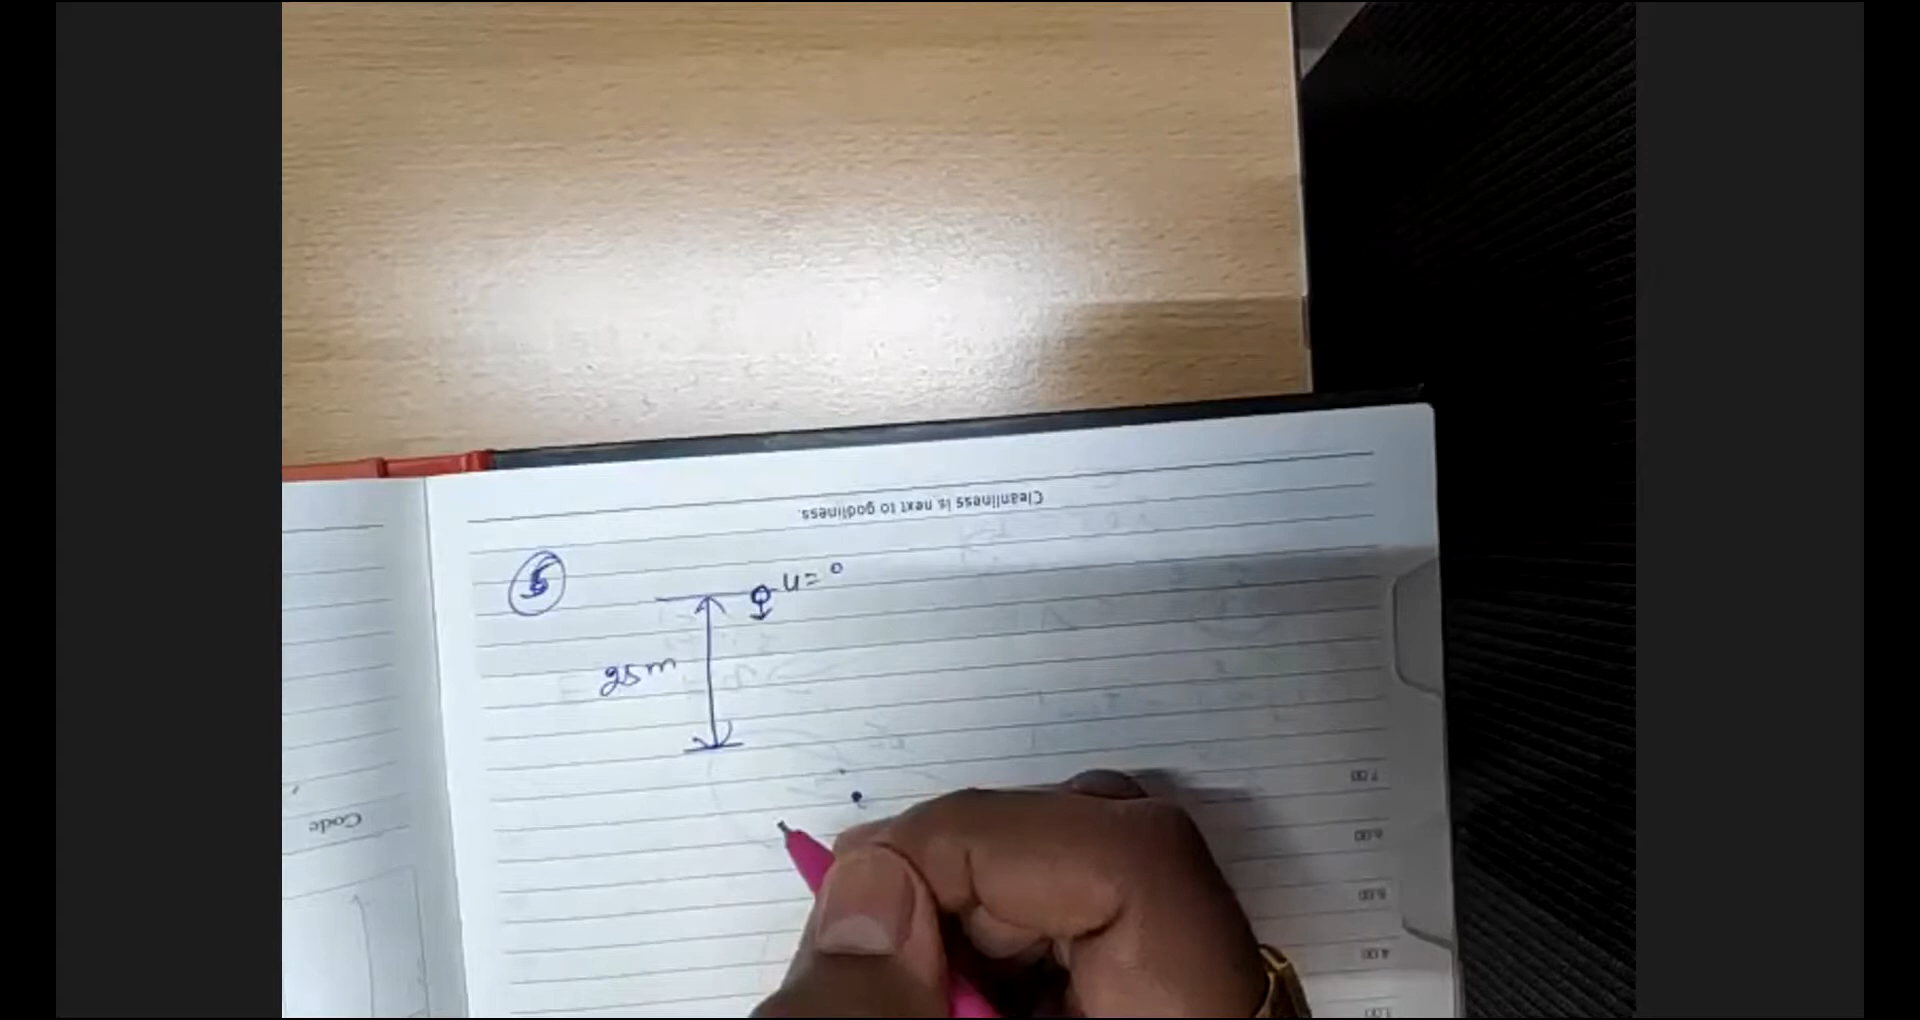 Cleanliness is next to godliness.
5
u = 0
25m
7.00
6.00
5.00
4.00
Code